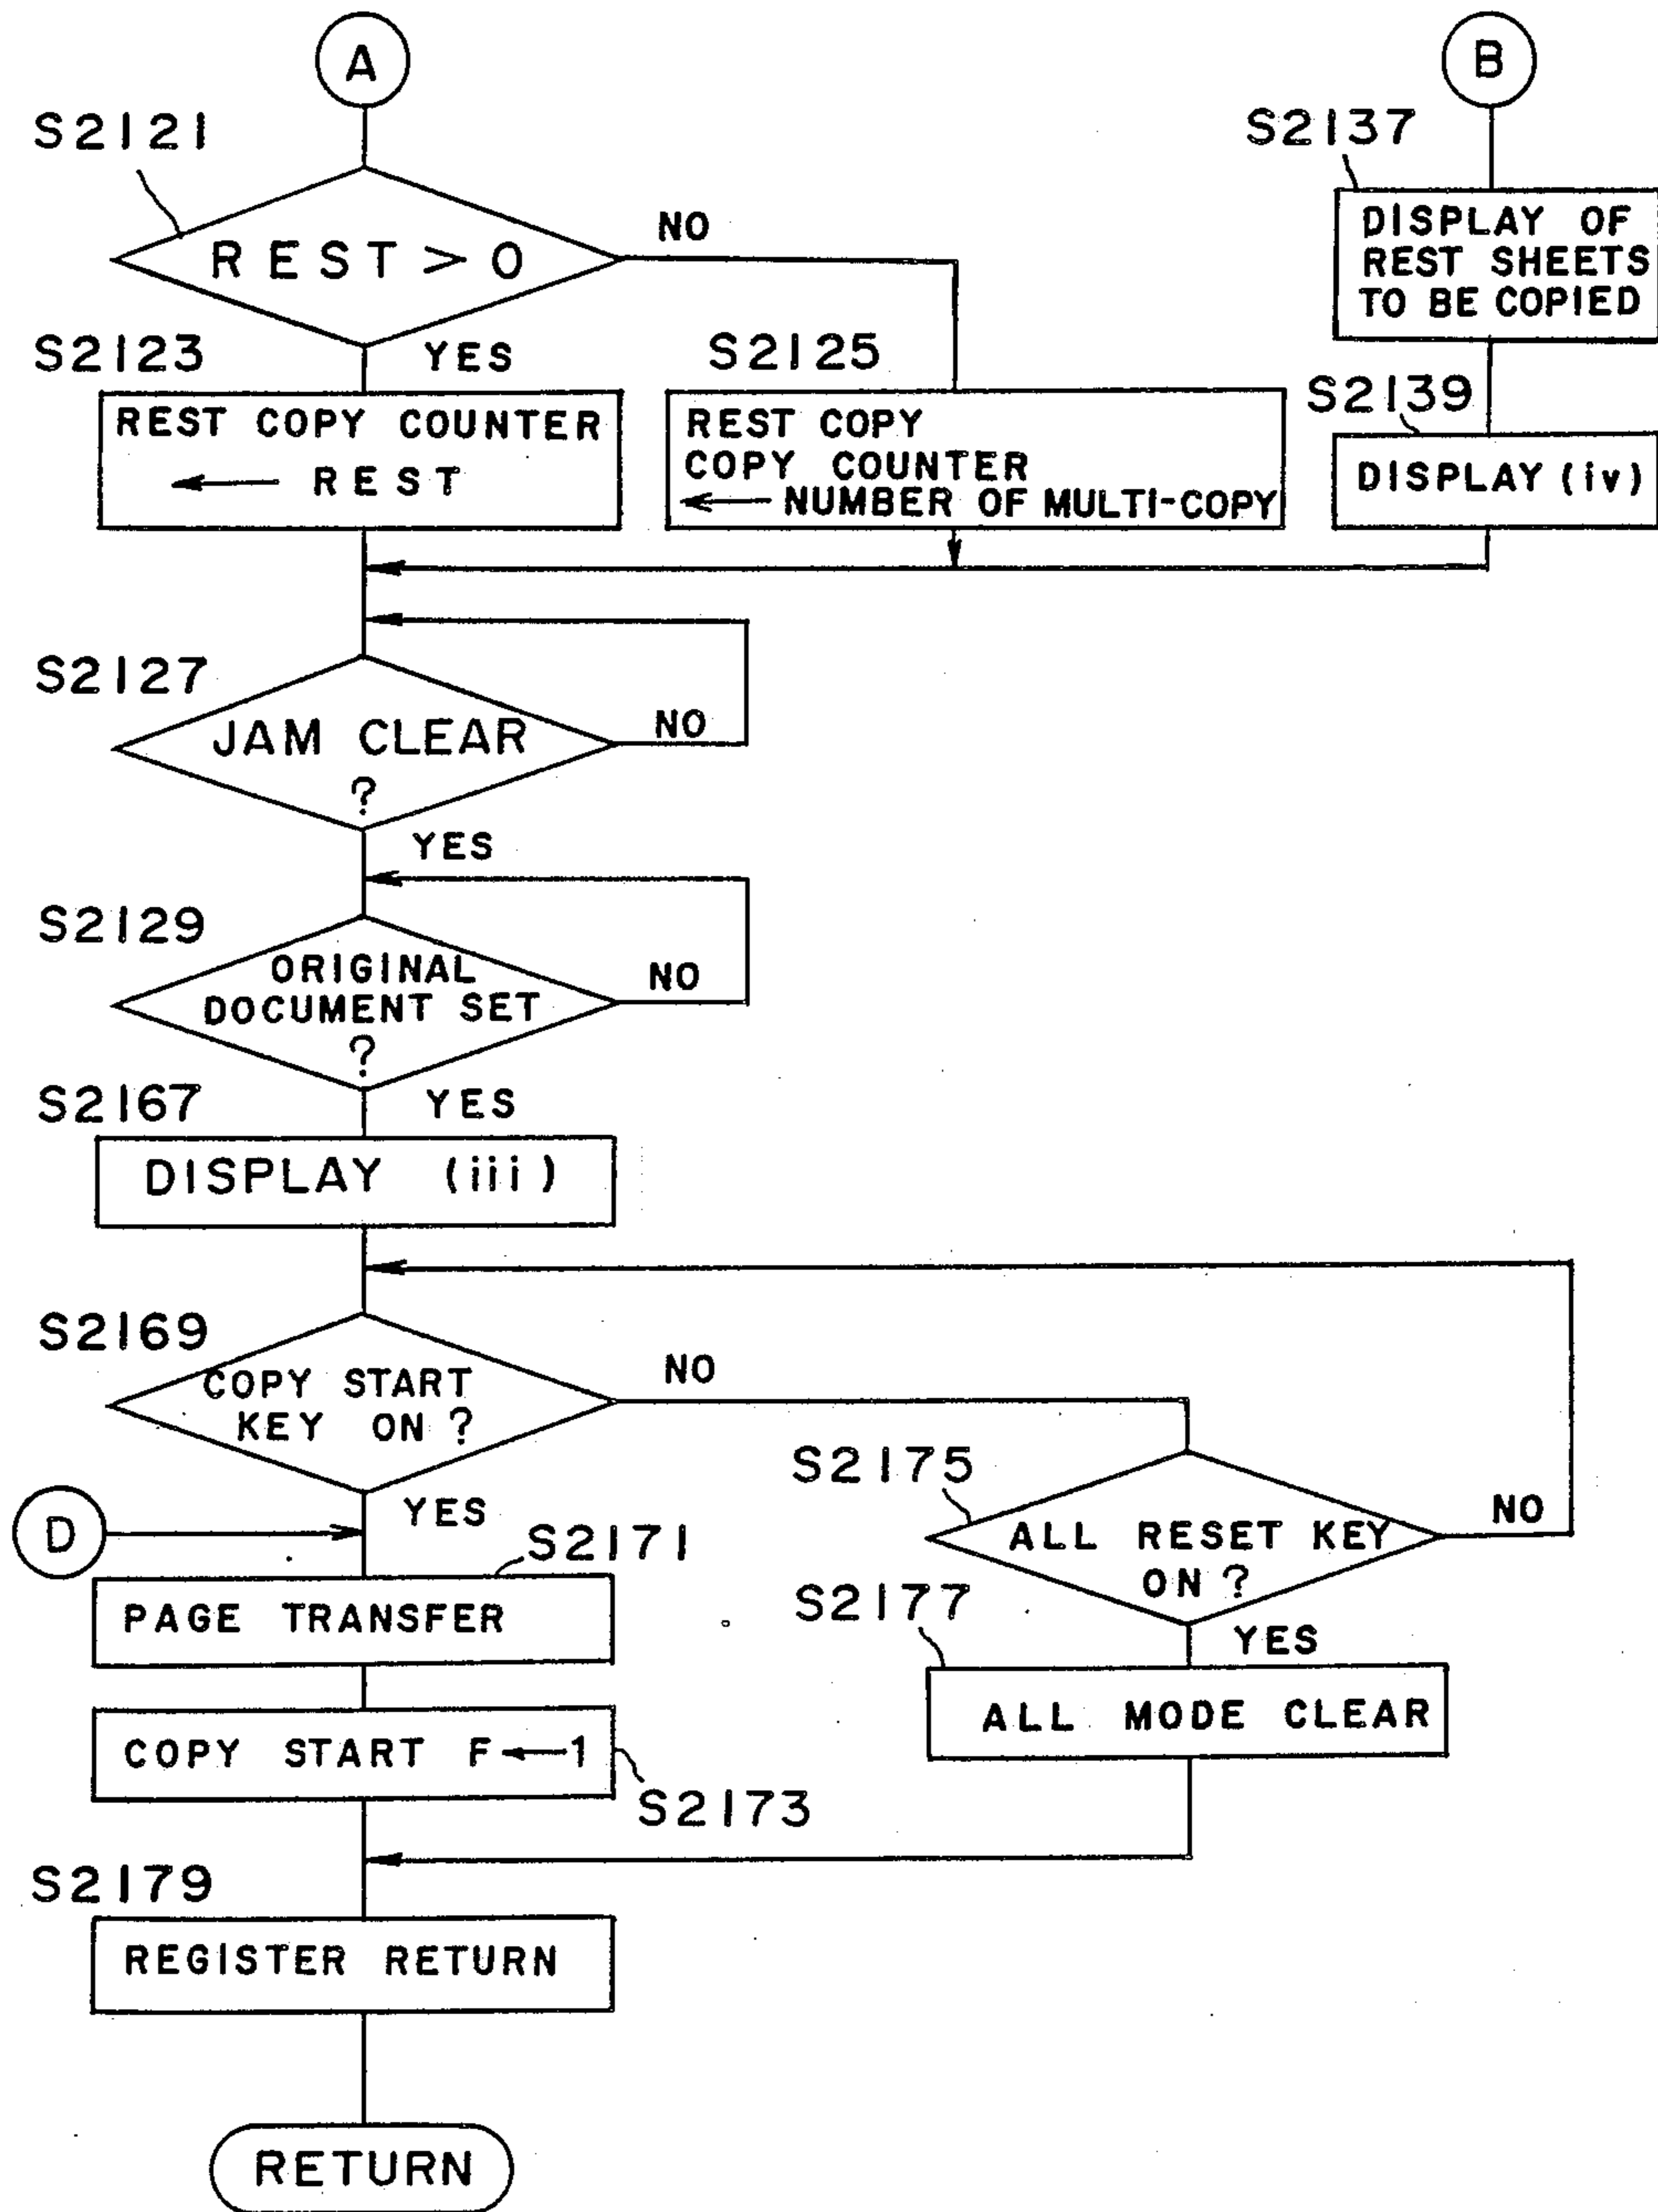 A
B
S2121
S2137
REST > 0
NO
DISPLAY OF
REST SHEETS
TO BE COPIED
S2123
YES
S2125
S2139
REST COPY COUNTER
← REST
REST COPY
COPY COUNTER
← NUMBER OF MULTI-COPY
DISPLAY (iv)
S2127
JAM CLEAR
?
NO
YES
S2129
ORIGINAL
DOCUMENT SET
?
NO
S2167
YES
DISPLAY (iii)
S2169
COPY START
KEY ON ?
NO
S2175
ALL RESET KEY
ON ?
NO
D
YES
S2171
PAGE TRANSFER
S2177
YES
ALL MODE CLEAR
COPY START F ← 1
S2173
S2179
REGISTER RETURN
RETURN